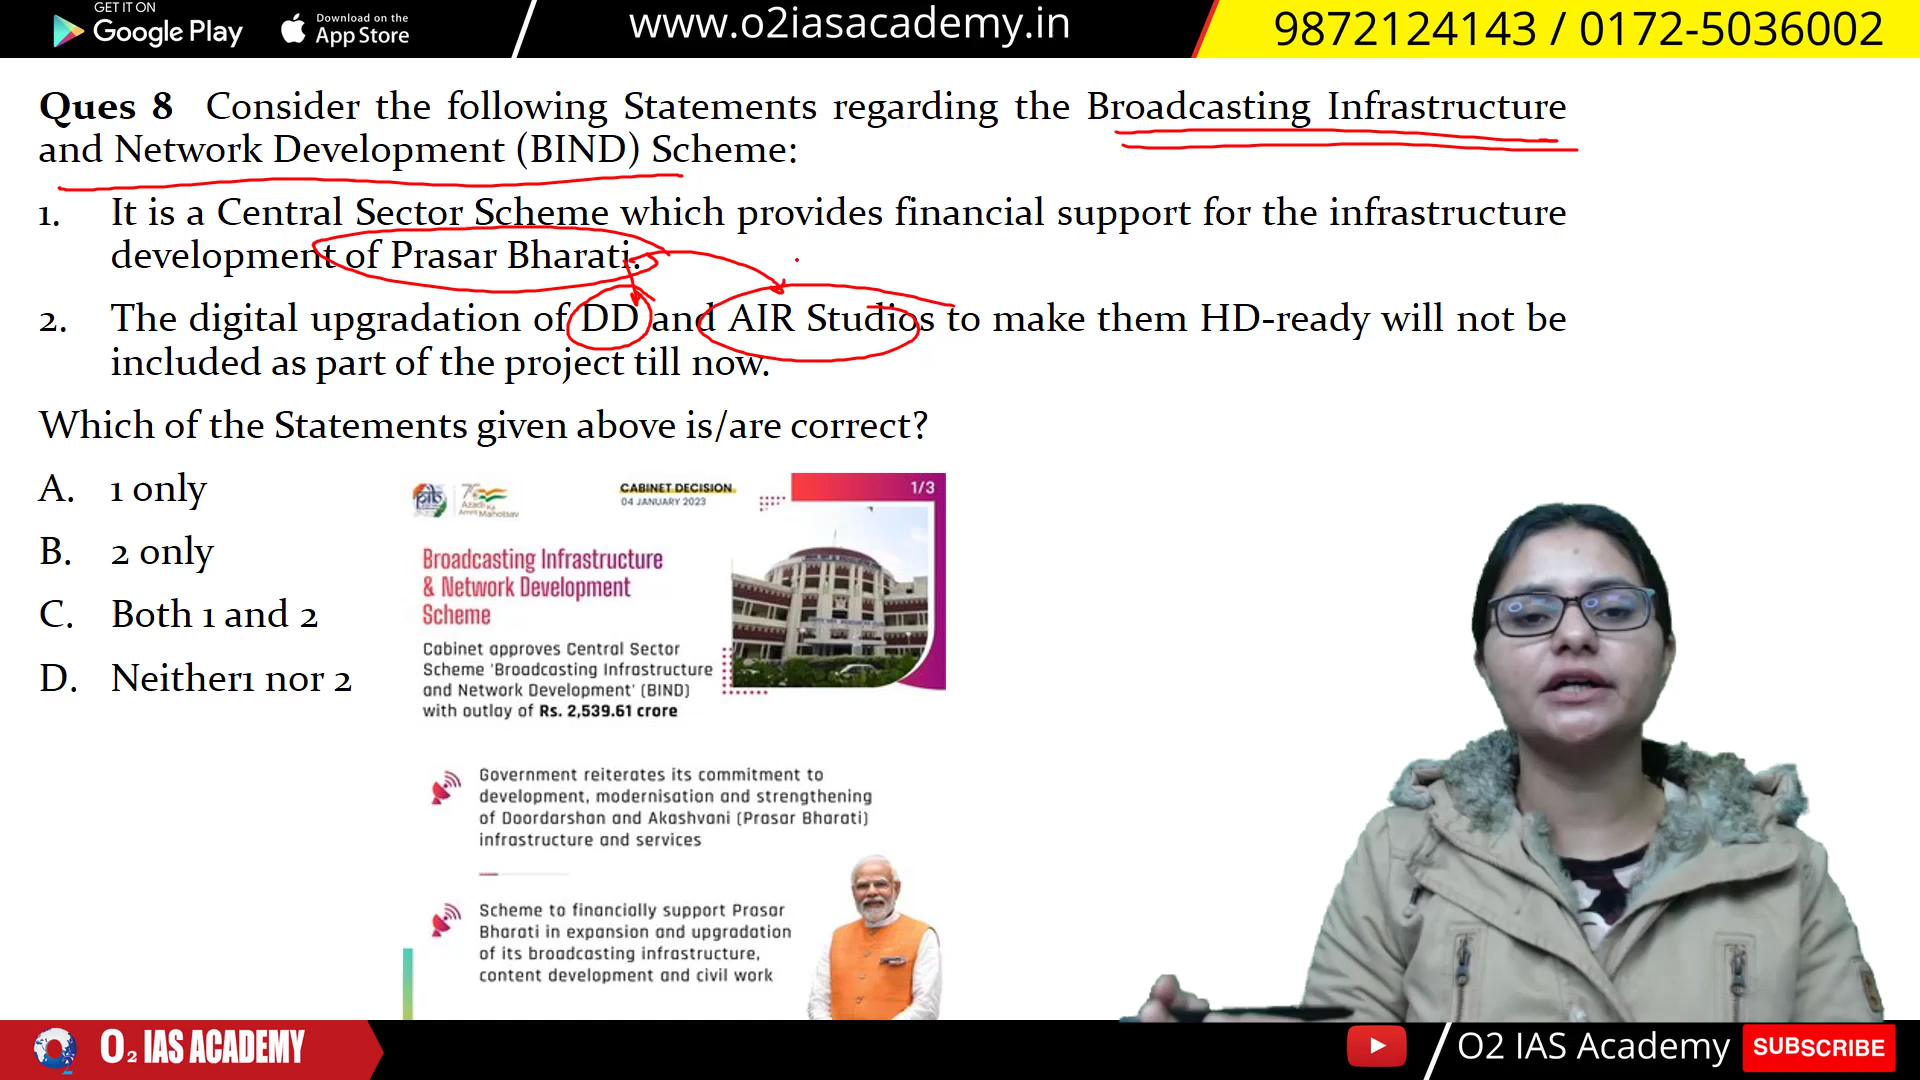 GET IT ON
Google Play
Download on the
App Store
www.o2iasacademy.in
9872124143 / 0172-5036002
Ques 8 Consider the following Statements regarding the Broadcasting Infrastructure
and Network Development (BIND) Scheme:
1. It is a Central Sector Scheme which provides financial support for the infrastructure
development of Prasar Bharati.
2. The digital upgradation of DD and AIR Studios to make them HD-ready will not be
included as part of the project till now.
Which of the Statements given above is/are correct?
A. 1 only
B. 2 only
C. Both 1 and 2
D. Neither1 nor 2
pib
Azadi Ka
Amrit Mahotsav
CABINET DECISION
04 JANUARY 2023
1/3
Broadcasting Infrastructure
& Network Development
Scheme
Cabinet approves Central Sector
Scheme 'Broadcasting Infrastructure
and Network Development' (BIND)
with outlay of Rs. 2,539.61 crore
Government reiterates its commitment to
development, modernisation and strengthening
of Doordarshan and Akashvani (Prasar Bharati)
infrastructure and services
Scheme to financially support Prasar
Bharati in expansion and upgradation
of its broadcasting infrastructure,
content development and civil work
O2 IAS ACADEMY
O2 IAS Academy
SUBSCRIBE